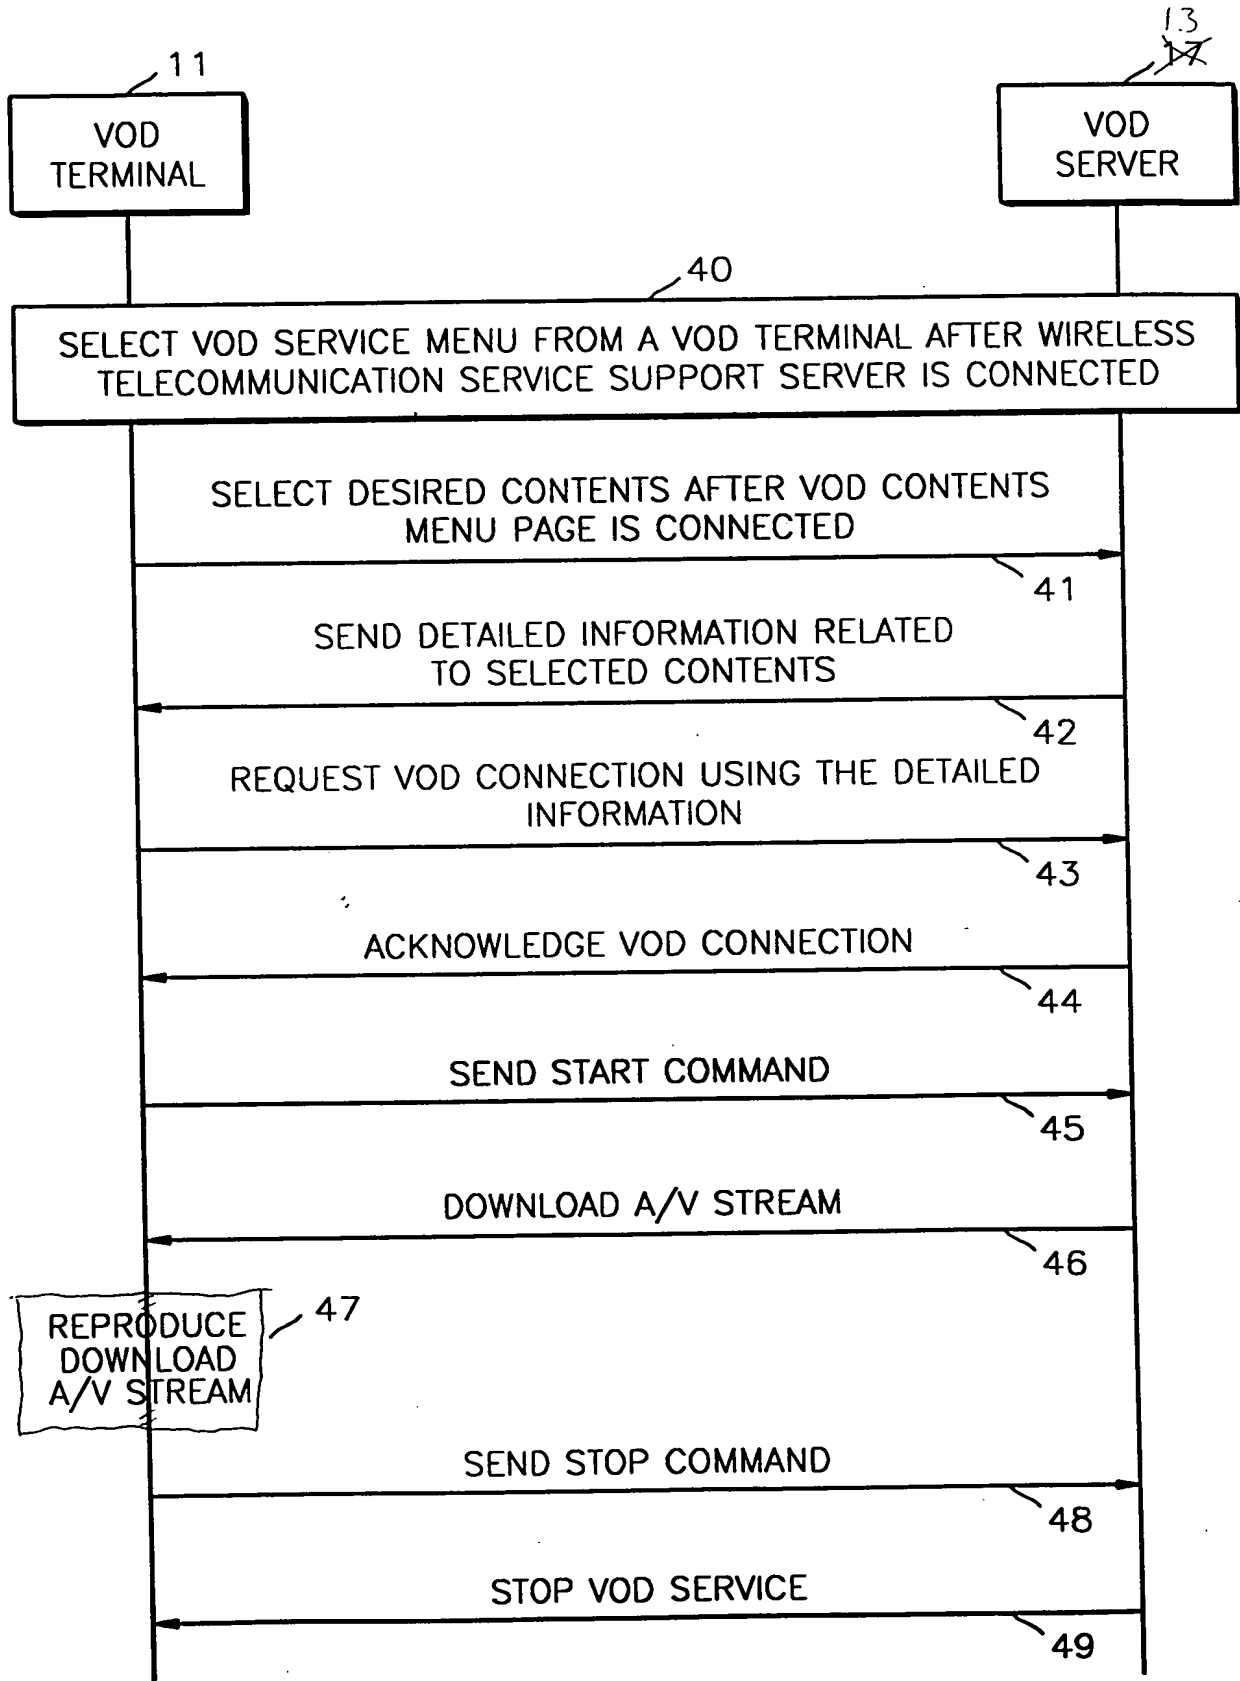 13
11
17
VOD
TERMINAL
VOD
SERVER
40
SELECT VOD SERVICE MENU FROM A VOD TERMINAL AFTER WIRELESS
TELECOMMUNICATION SERVICE SUPPORT SERVER IS CONNECTED
SELECT DESIRED CONTENTS AFTER VOD CONTENTS
MENU PAGE IS CONNECTED
41
SEND DETAILED INFORMATION RELATED
TO SELECTED CONTENTS
42
REQUEST VOD CONNECTION USING THE DETAILED
INFORMATION
43
ACKNOWLEDGE VOD CONNECTION
44
SEND START COMMAND
45
DOWNLOAD A/V STREAM
46
REPRODUCE
DOWNLOAD
A/V STREAM
47
SEND STOP COMMAND
48
STOP VOD SERVICE
49